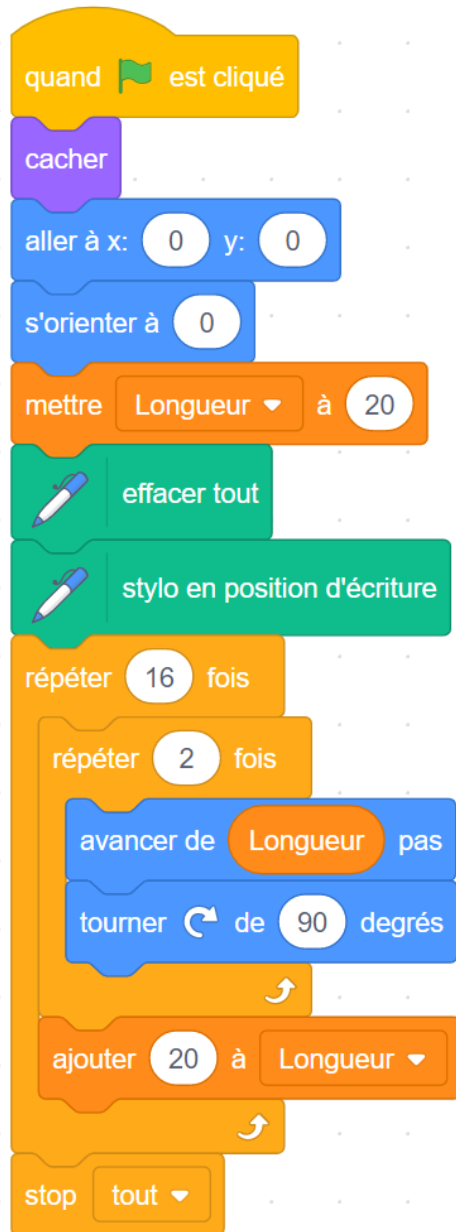 quand est cliqué
cacher
aller à x: 0 y: 0
s'orienter à 0
mettre Longueur à 20
effacer tout
stylo en position d'écriture
répéter 16 fois
répéter 2 fois
avancer de Longueur pas
tourner de 90 degrés
ajouter 20 à Longueur
stop tout